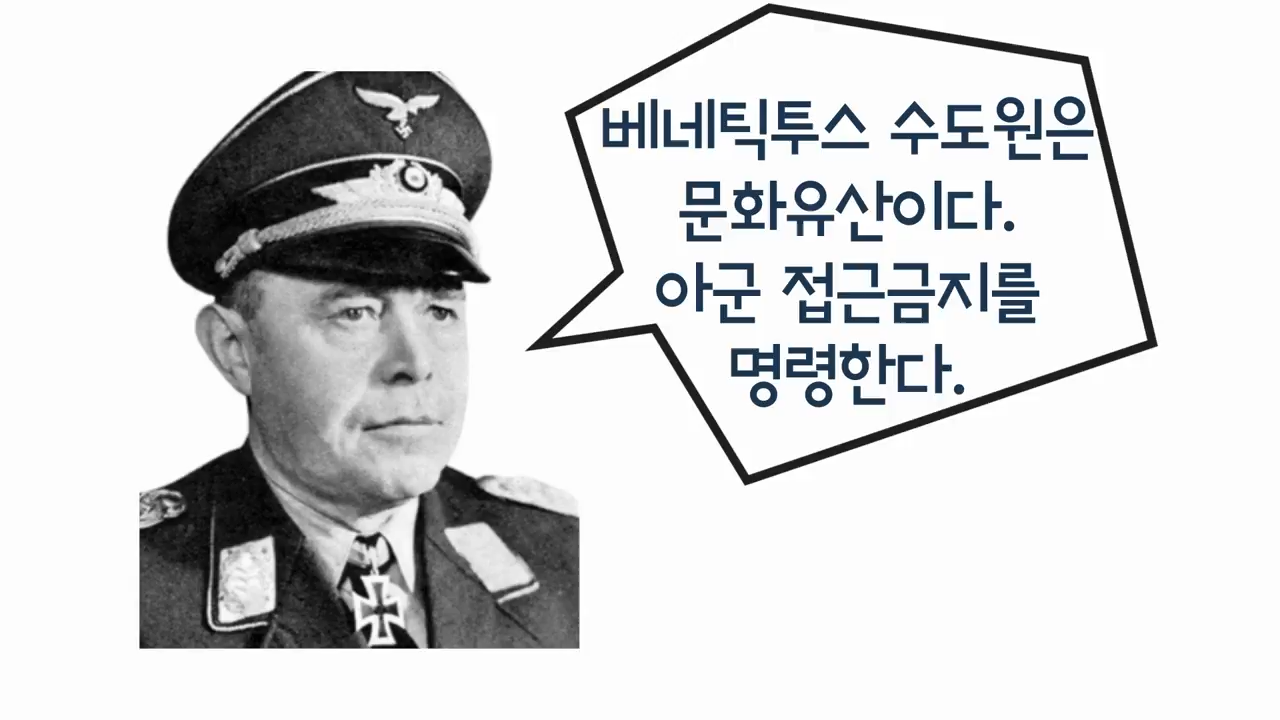 베네틱투스 수도원은
문화유산이다.
아군 접근금지를
명령한다.